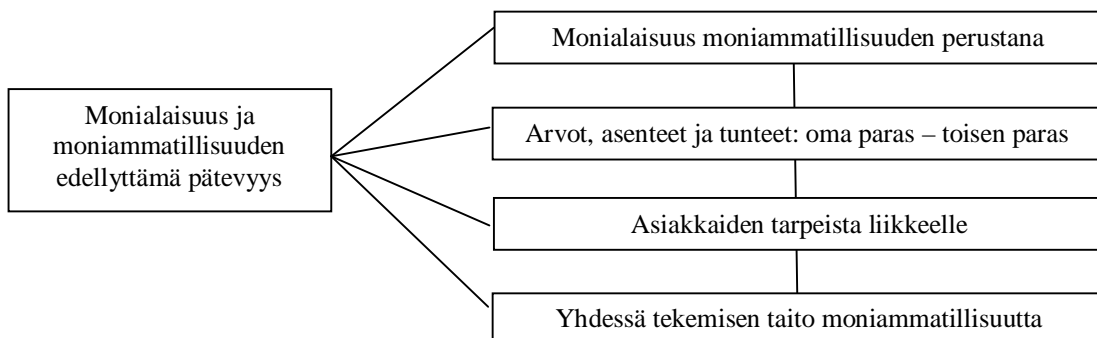 Monialaisuus ja
moniammatillisuuden
edellyttämä pätevyys
Monialaisuus moniammatillisuuden perustana
Arvot, asenteet ja tunteet: oma paras – toisen paras
Asiakkaiden tarpeista liikkeelle
Yhdessä tekemisen taito moniammatillisuutta